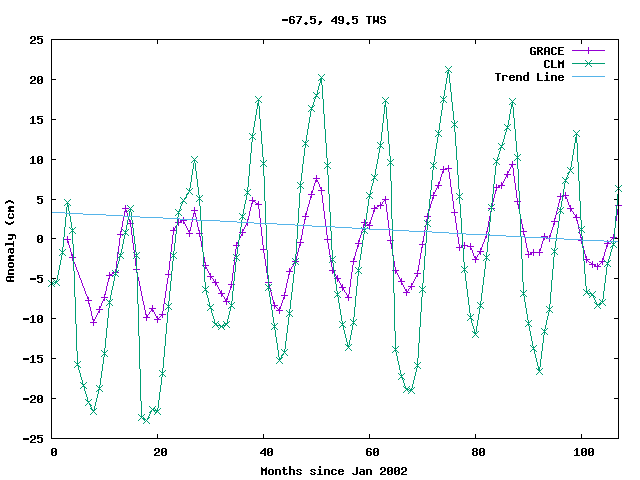 -67.5, 49.5 TWS
GRACE
CLM
Trend Line
Anomaly (cm)
25
20
15
10
5
0
-5
-10
-15
-20
-25
0 20 40 60 80 100
Months since Jan 2002